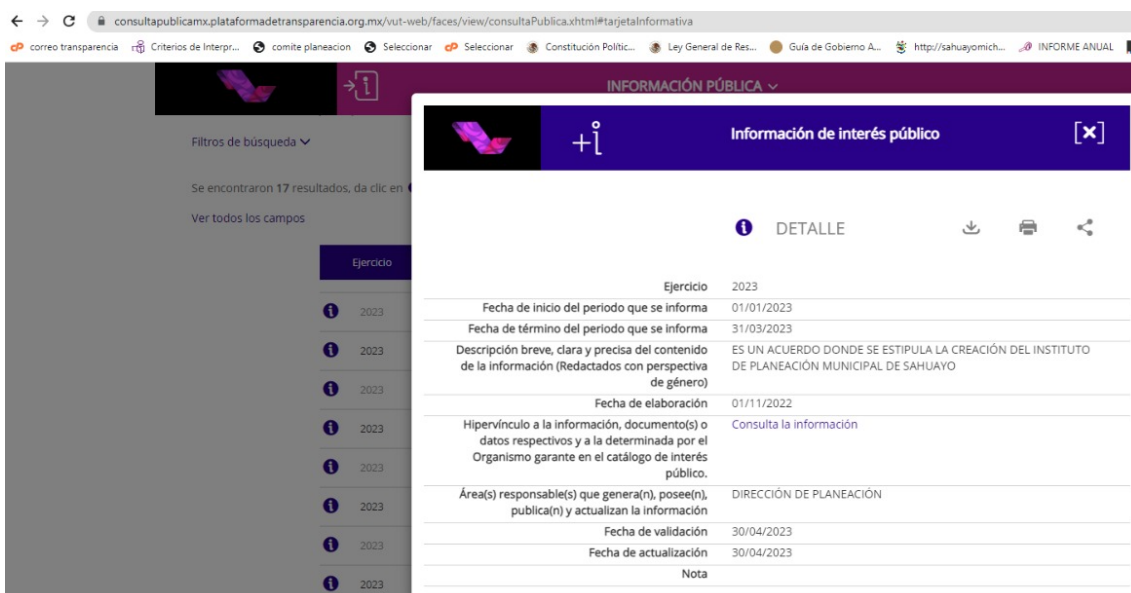 consultapublicamx.plataformadetransparencia.org.mx/vut-web/faces/view/consultaPublica.xhtml#tarjetaInformativa
correo transparencia Criterios de Interpr... comite planeacion Seleccionar Seleccionar Constitución Polític... Ley General de Res... Guía de Gobierno A... http://sahuayomich... INFORME ANUAL
INFORMACIÓN PÚBLICA
Información de interés público [x]
Filtros de búsqueda
Se encontraron 17 resultados, da clic en
Ver todos los campos
DETALLE
Ejercicio
2023
2023
2023
2023
2023
2023
2023
2023
Ejercicio 2023
Fecha de inicio del periodo que se informa 01/01/2023
Fecha de término del periodo que se informa 31/03/2023
Descripción breve, clara y precisa del contenido ES UN ACUERDO DONDE SE ESTIPULA LA CREACIÓN DEL INSTITUTO
de la información (Redactados con perspectiva DE PLANEACIÓN MUNICIPAL DE SAHUAYO
de género)
Fecha de elaboración 01/11/2022
Hipervínculo a la información, documento(s) o Consulta la información
datos respectivos y a la determinada por el
Organismo garante en el catálogo de interés
público.
Área(s) responsable(s) que genera(n), posee(n), DIRECCIÓN DE PLANEACIÓN
publica(n) y actualizan la información
Fecha de validación 30/04/2023
Fecha de actualización 30/04/2023
Nota